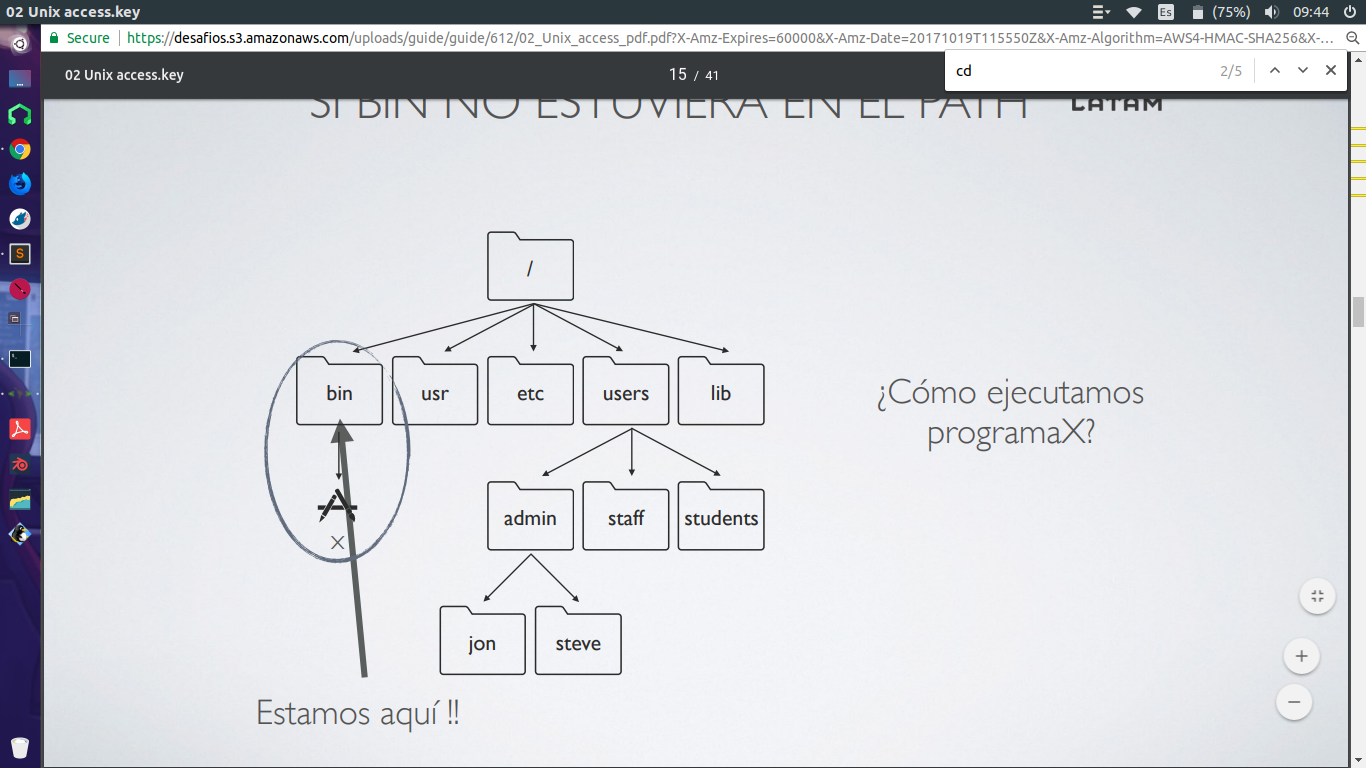 02 Unix access.key
Es
(75%)
09:44
Secure
https://desafios.s3.amazonaws.com/uploads/guide/guide/612/02_Unix_access_pdf.pdf?X-Amz-Expires=60000&X-Amz-Date=20171019T115550Z&X-Amz-Algorithm=AWS4-HMAC-SHA256&X-...
02 Unix access.key
15 / 41
cd
2/5
SI BIN NO ESTUVIERA EN EL PATH
LATAM
/
bin
usr
etc
users
lib
¿Cómo ejecutamos
programaX?
X
admin
staff
students
jon
steve
Estamos aquí !!